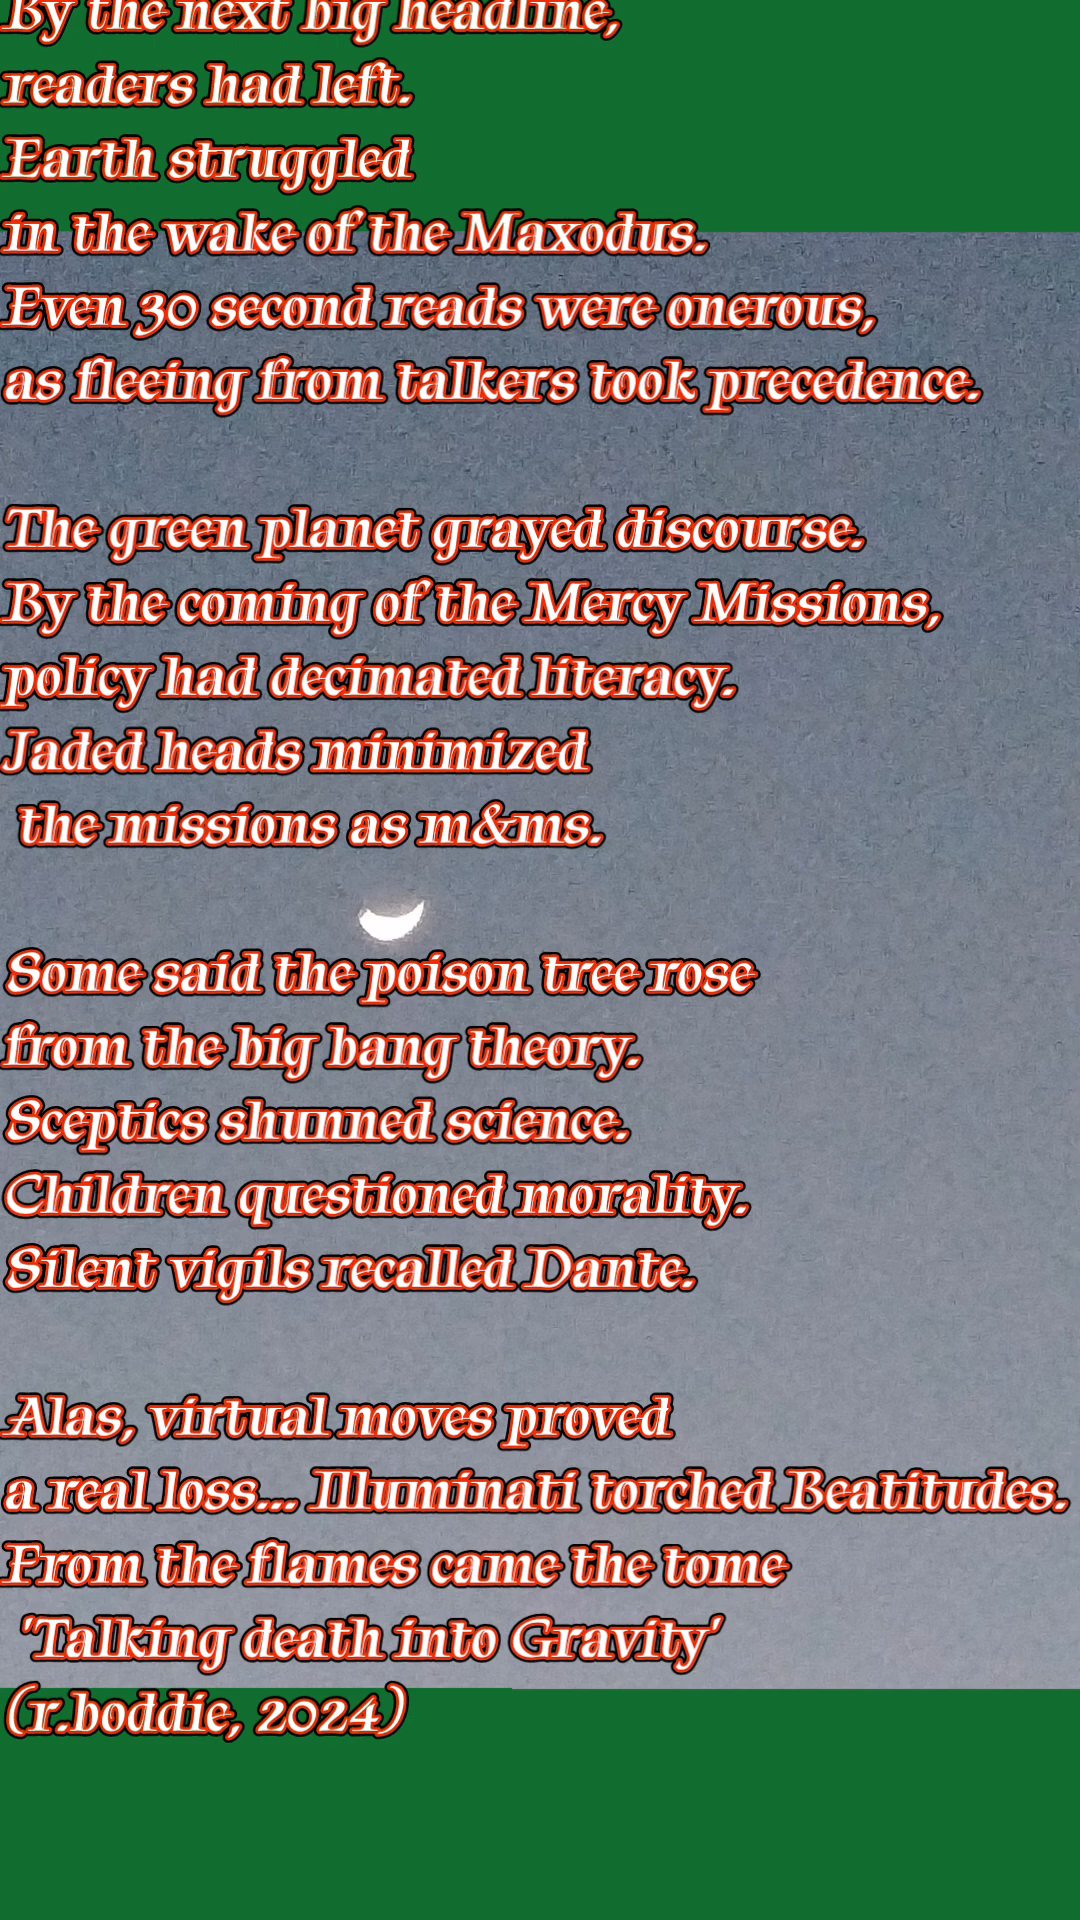 By the next big headline,
readers had left.
Earth struggled
in the wake of the Maxodus.
Even 30 second reads were onerous,
as fleeing from talkers took precedence.
The green planet grayed discourse.
By the coming of the Mercy Missions,
policy had decimated literacy.
Jaded heads minimized
the missions as m&ms.
Some said the poison tree rose
from the big bang theory.
Sceptics shunned science.
Children questioned morality.
Silent vigils recalled Dante.
Alas, virtual moves proved
a real loss... Illuminati torched Beatitudes.
From the flames came the tome
'Talking death into Gravity'
(r.boddie, 2024)